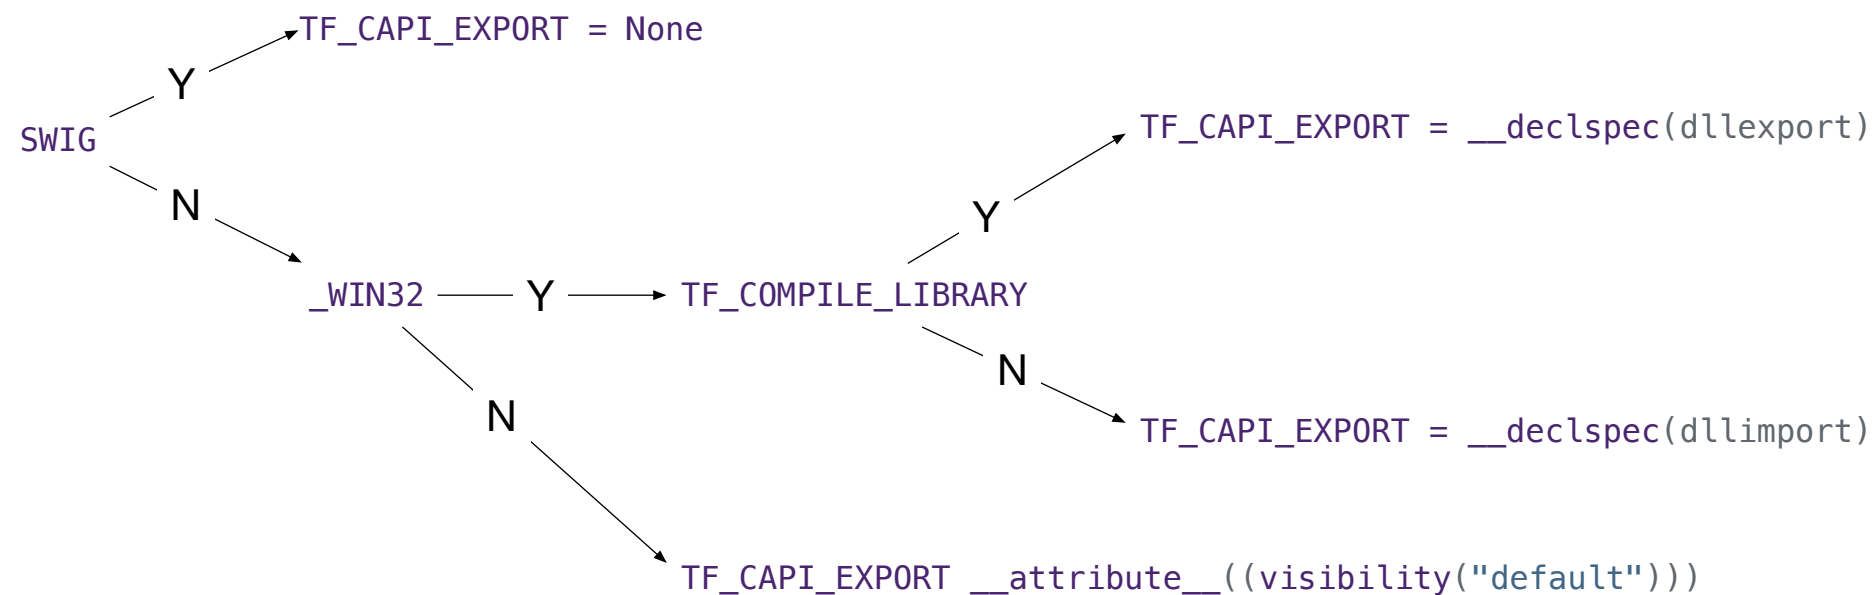 TF_CAPI_EXPORT = None
Y
SWIG
TF_CAPI_EXPORT = __declspec(dllexport)
N
Y
_WIN32
Y
TF_COMPILE_LIBRARY
N
N
TF_CAPI_EXPORT = __declspec(dllimport)
TF_CAPI_EXPORT __attribute__((visibility("default")))